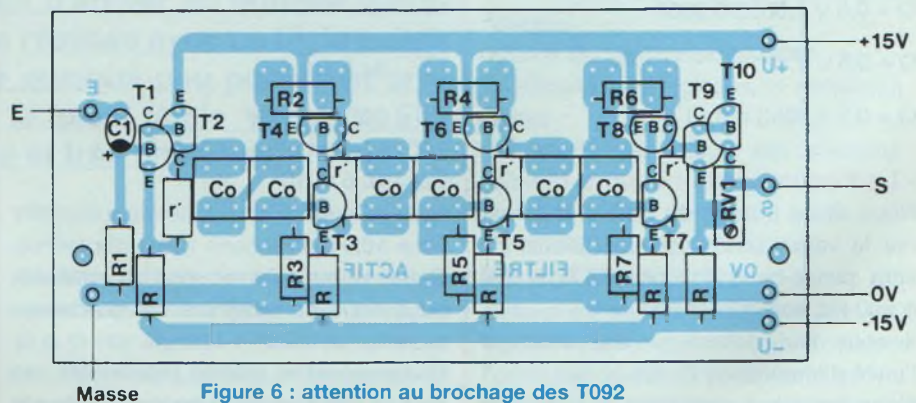 +15V
U+
E
E
C1
+
T1
C
B
E
E
B
C
T2
R2
T4
E
B
C
R4
T6
E
B
C
R6
T8
E
B
C
T9
C
B
E
T10
E
B
C
Co
Co
r'
C
B
E
Co
Co
r'
C
B
E
Co
Co
r'
C
B
E
RV1
S
S
r'
R1
R
R3
R
T3
ACTIF
R5
R
T5
FILTRE
R7
R
T7
R
0V
0V
-15V
U-
Masse
Figure 6 : attention au brochage des T092